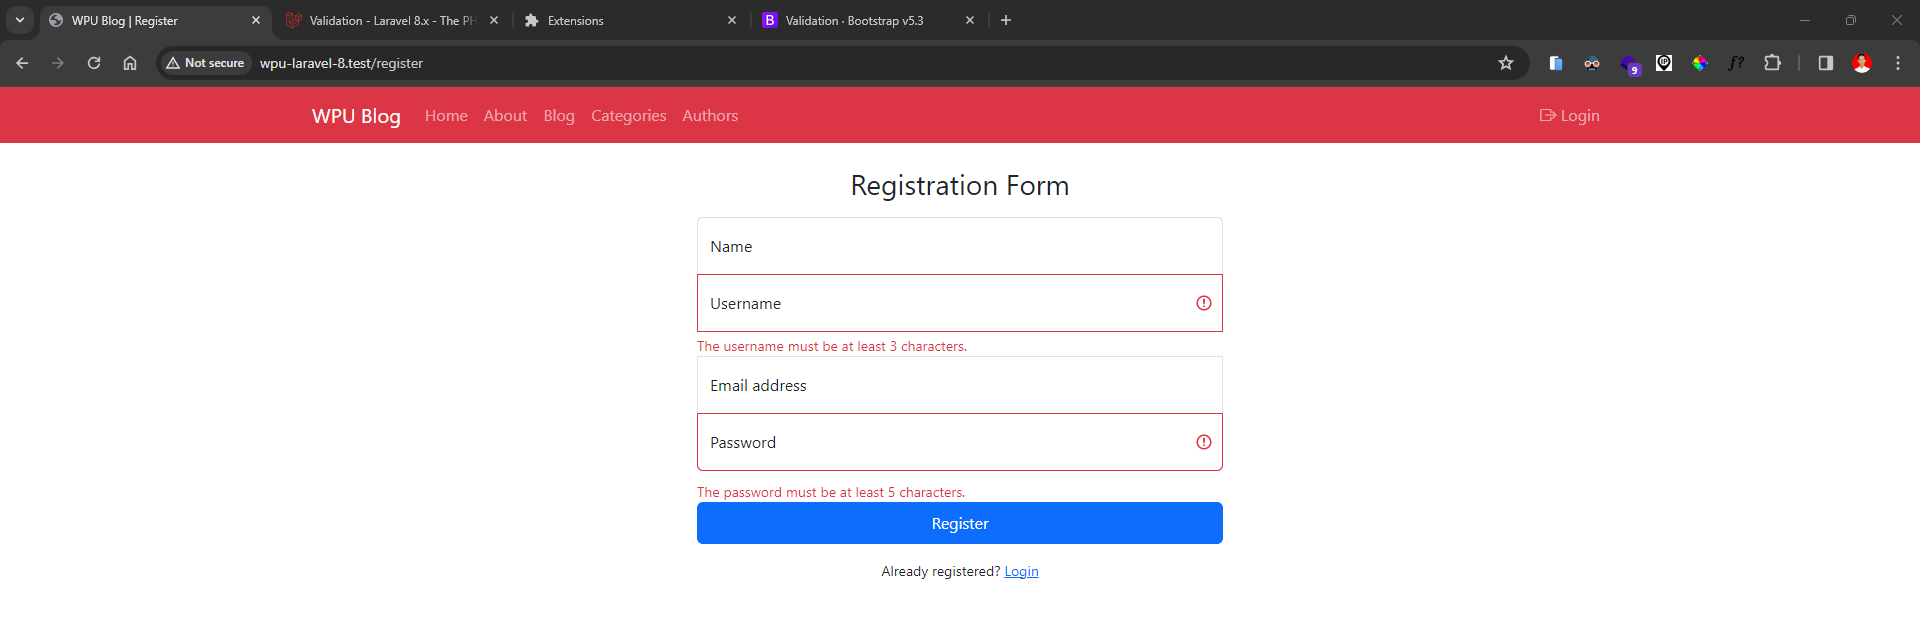 WPU Blog | Register
Validation - Laravel 8.x - The PH
Extensions
Validation · Bootstrap v5.3
Not secure
wpu-laravel-8.test/register
f?
9
WPU Blog
Home
About
Blog
Categories
Authors
Login
Registration Form
Name
Username
The username must be at least 3 characters.
Email address
Password
The password must be at least 5 characters.
Register
Already registered? Login